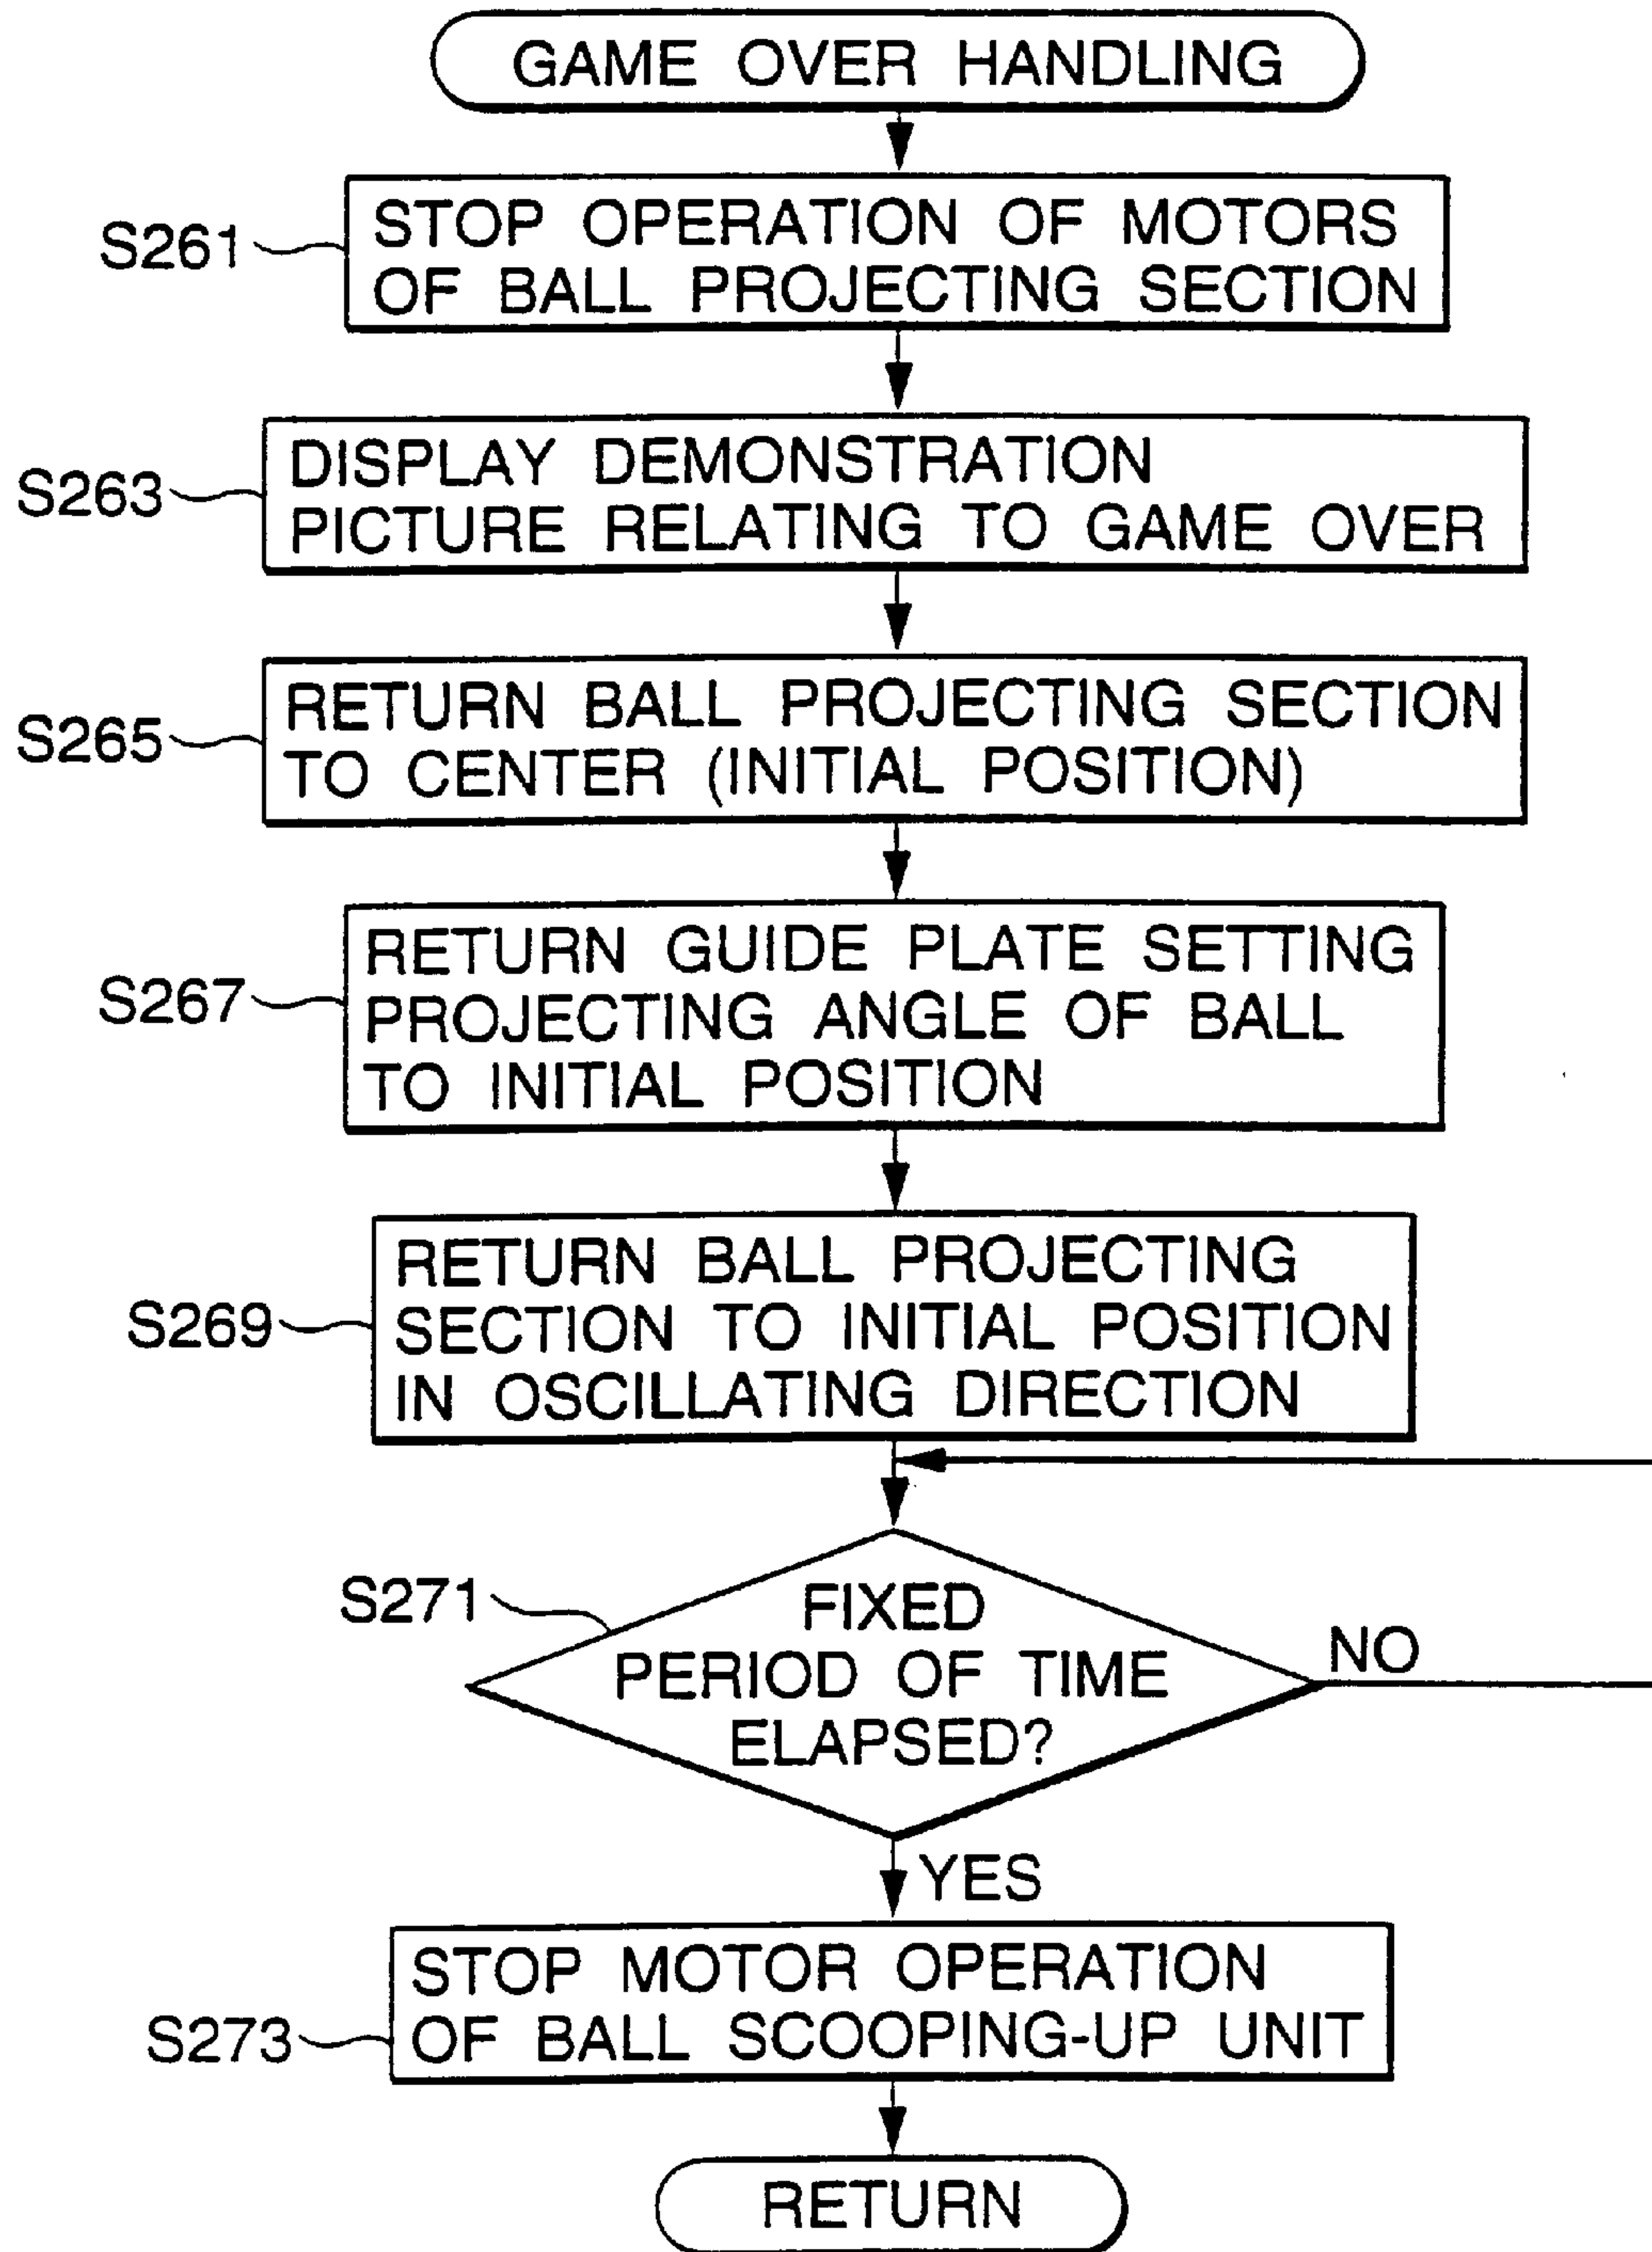 GAME OVER HANDLING
S261
STOP OPERATION OF MOTORS
OF BALL PROJECTING SECTION
S263
DISPLAY DEMONSTRATION
PICTURE RELATING TO GAME OVER
S265
RETURN BALL PROJECTING SECTION
TO CENTER (INITIAL POSITION)
S267
RETURN GUIDE PLATE SETTING
PROJECTING ANGLE OF BALL
TO INITIAL POSITION
S269
RETURN BALL PROJECTING
SECTION TO INITIAL POSITION
IN OSCILLATING DIRECTION
S271
FIXED
PERIOD OF TIME
ELAPSED?
NO
YES
S273
STOP MOTOR OPERATION
OF BALL SCOOPING-UP UNIT
RETURN